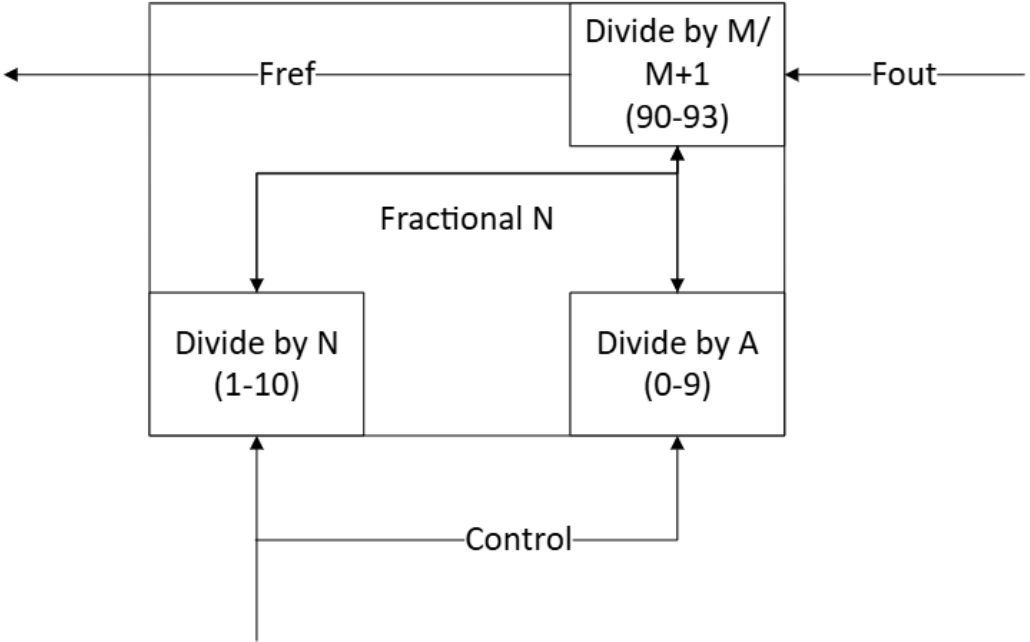 Divide by M/
M+1
(90-93)
Fref
Fout
Fractional N
Divide by N
(1-10)
Divide by A
(0-9)
Control